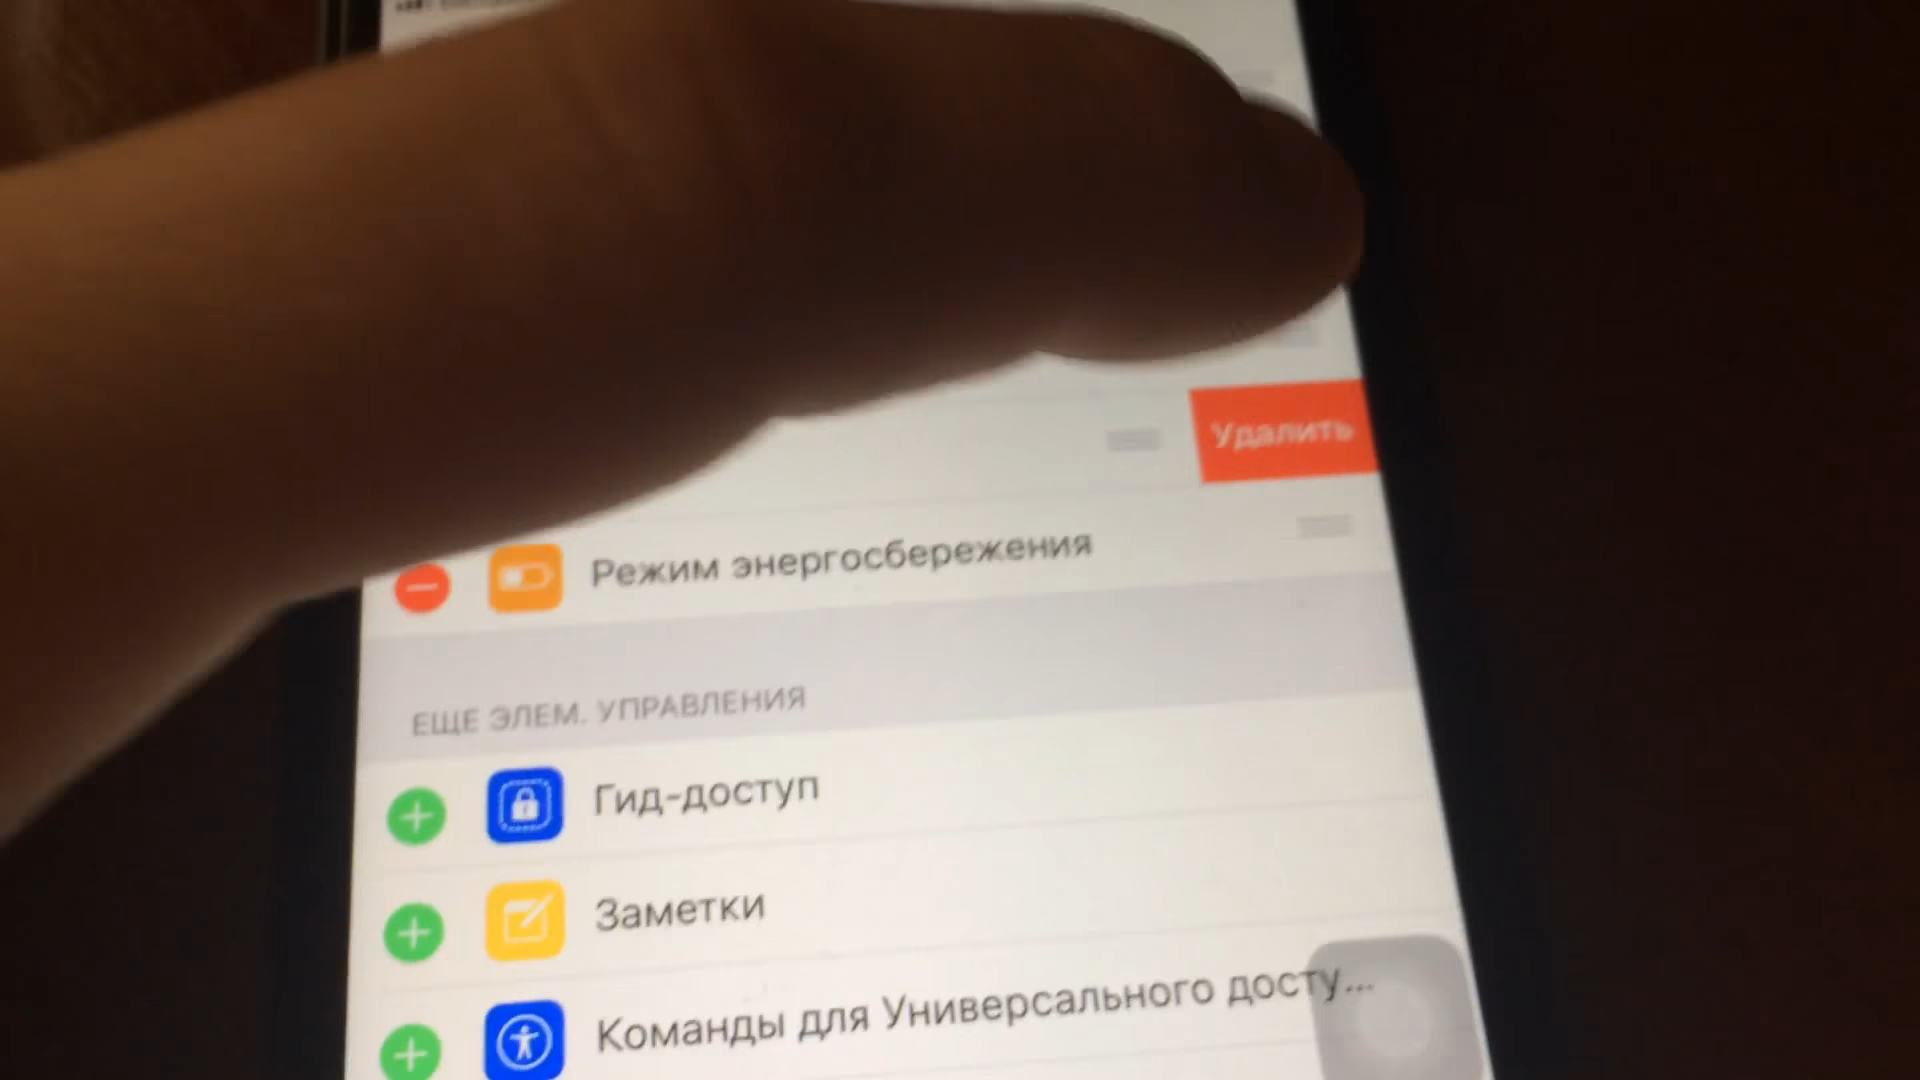 Удалить
Режим энергосбережения
ЕЩЕ ЭЛЕМ. УПРАВЛЕНИЯ
Гид-доступ
Заметки
Команды для Универсального досту...